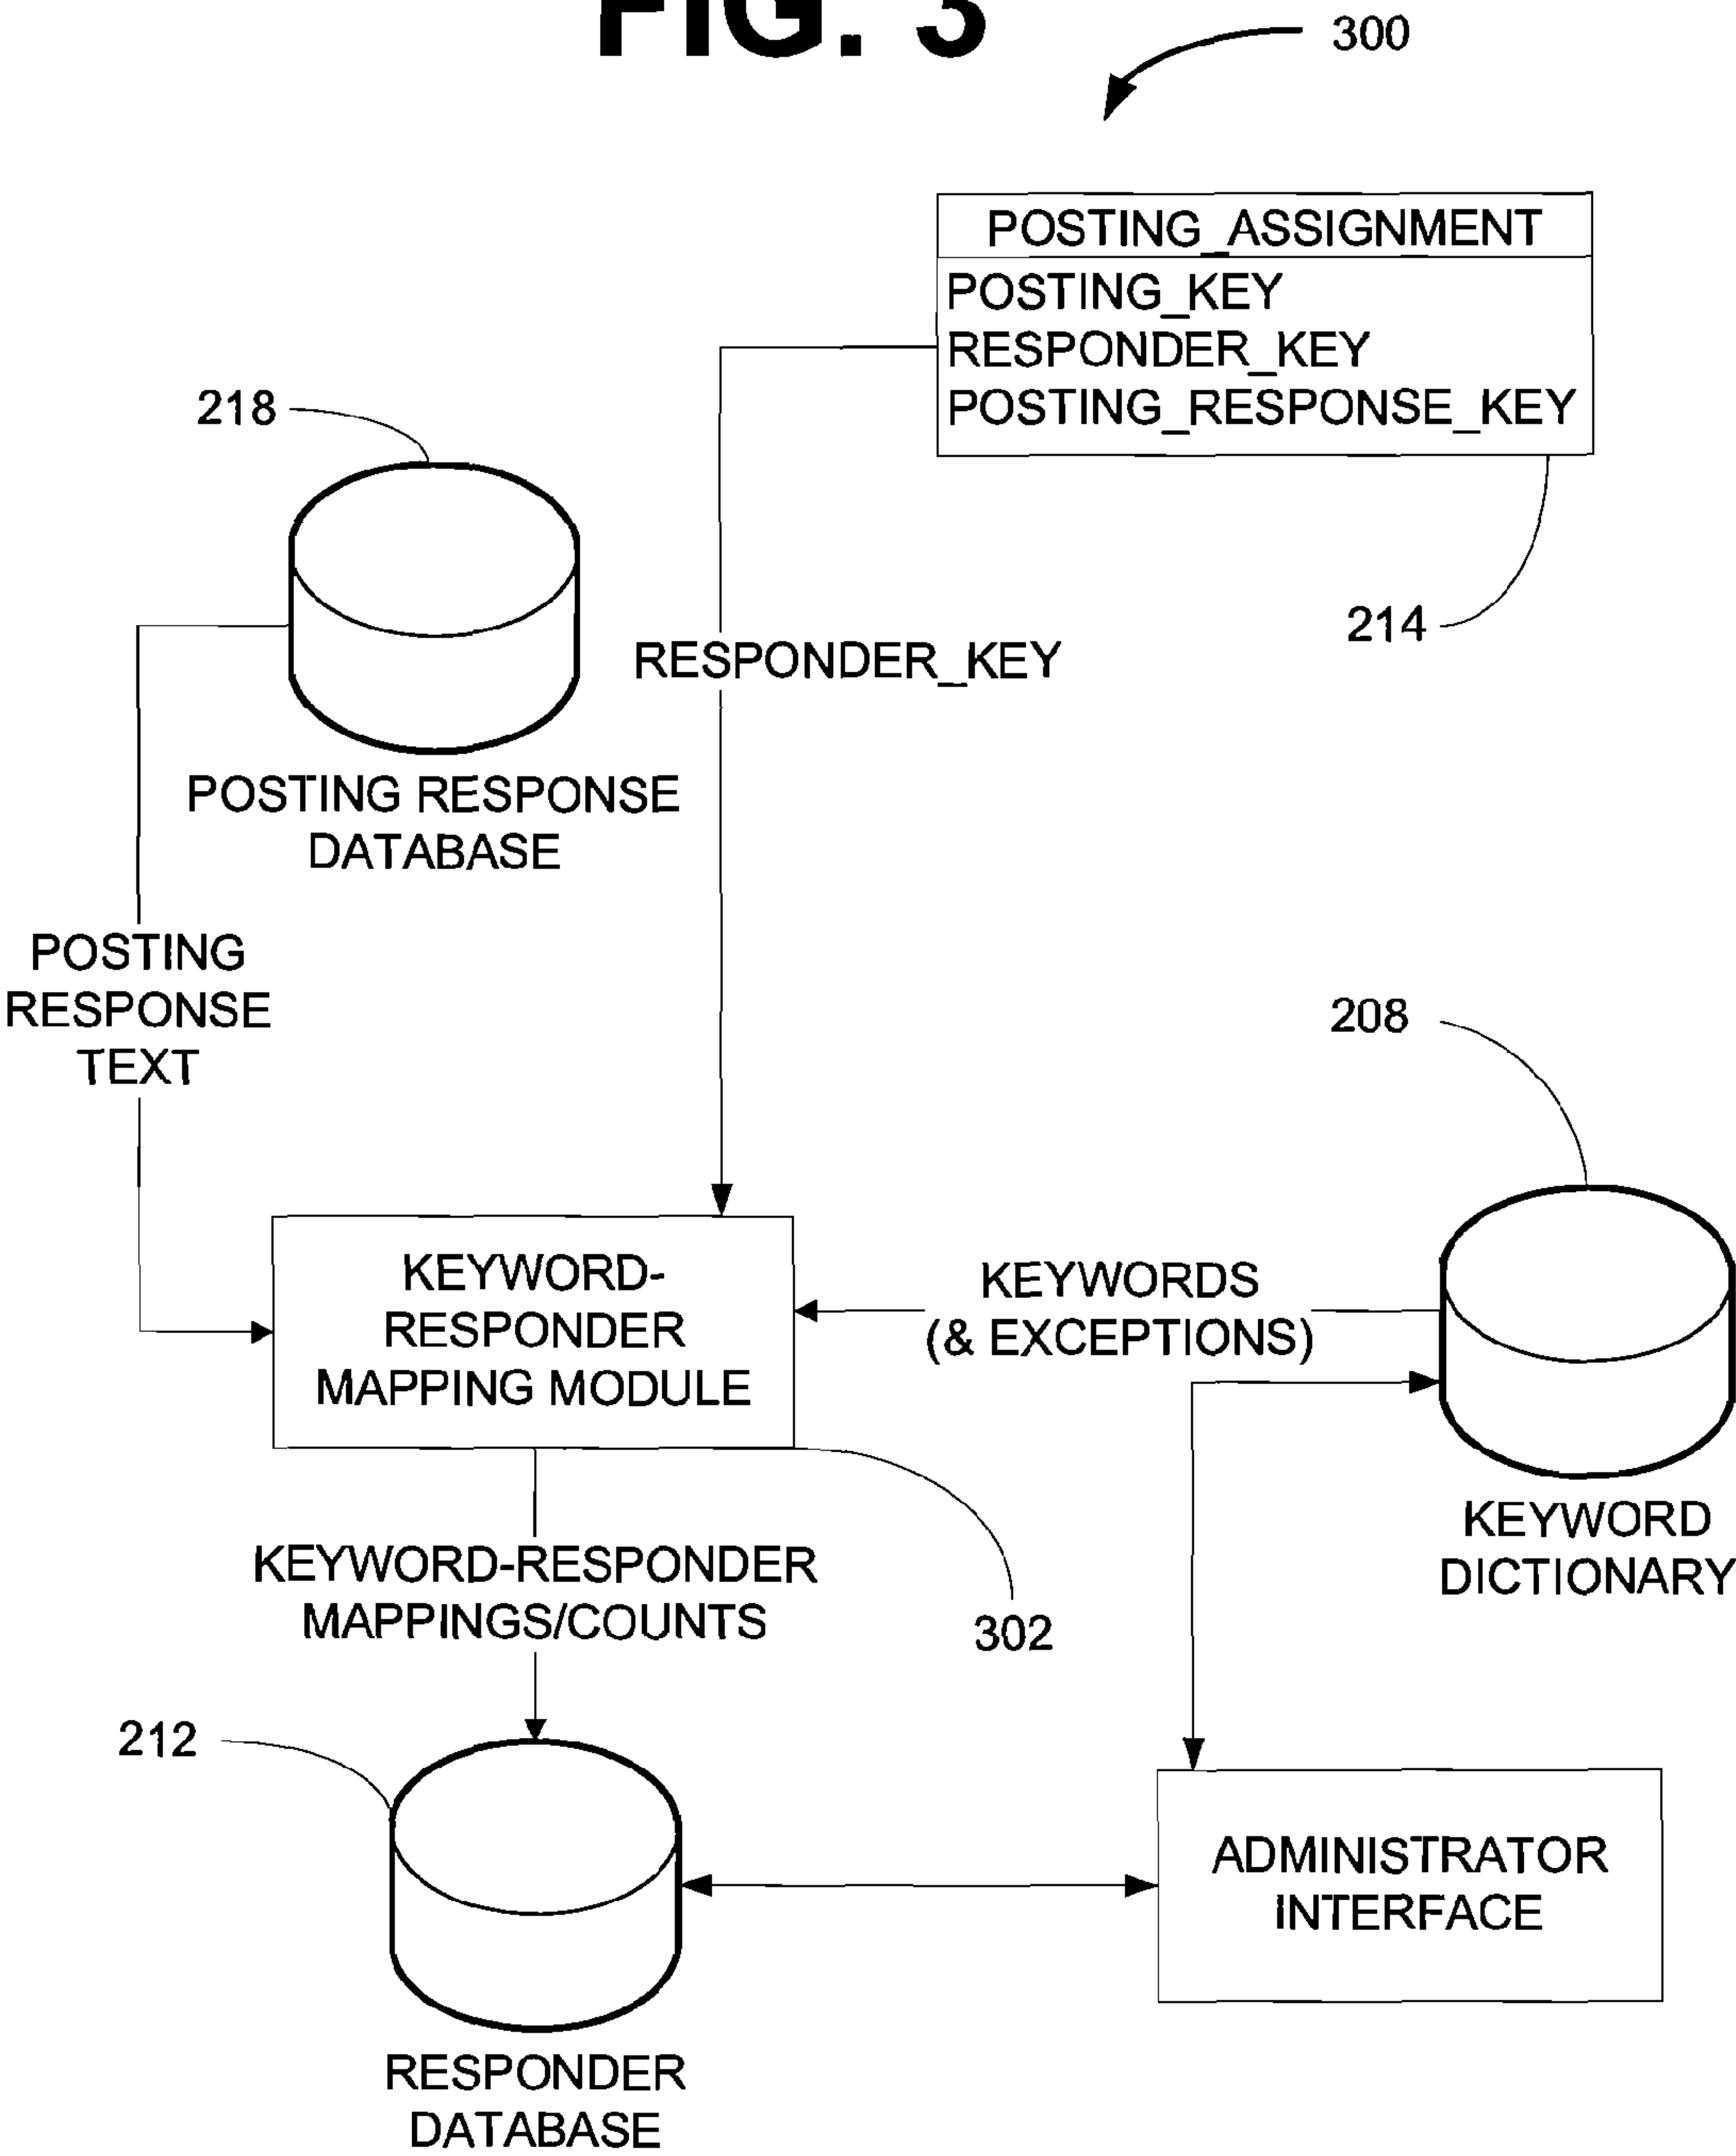 FIG. 3
300
POSTING_ASSIGNMENT
POSTING_KEY
RESPONDER_KEY
POSTING_RESPONSE_KEY
218
214
RESPONDER_KEY
POSTING RESPONSE
DATABASE
POSTING
RESPONSE
TEXT
208
KEYWORD-
RESPONDER
MAPPING MODULE
KEYWORDS
(& EXCEPTIONS)
KEYWORD
DICTIONARY
KEYWORD-RESPONDER
MAPPINGS/COUNTS
302
212
ADMINISTRATOR
INTERFACE
RESPONDER
DATABASE